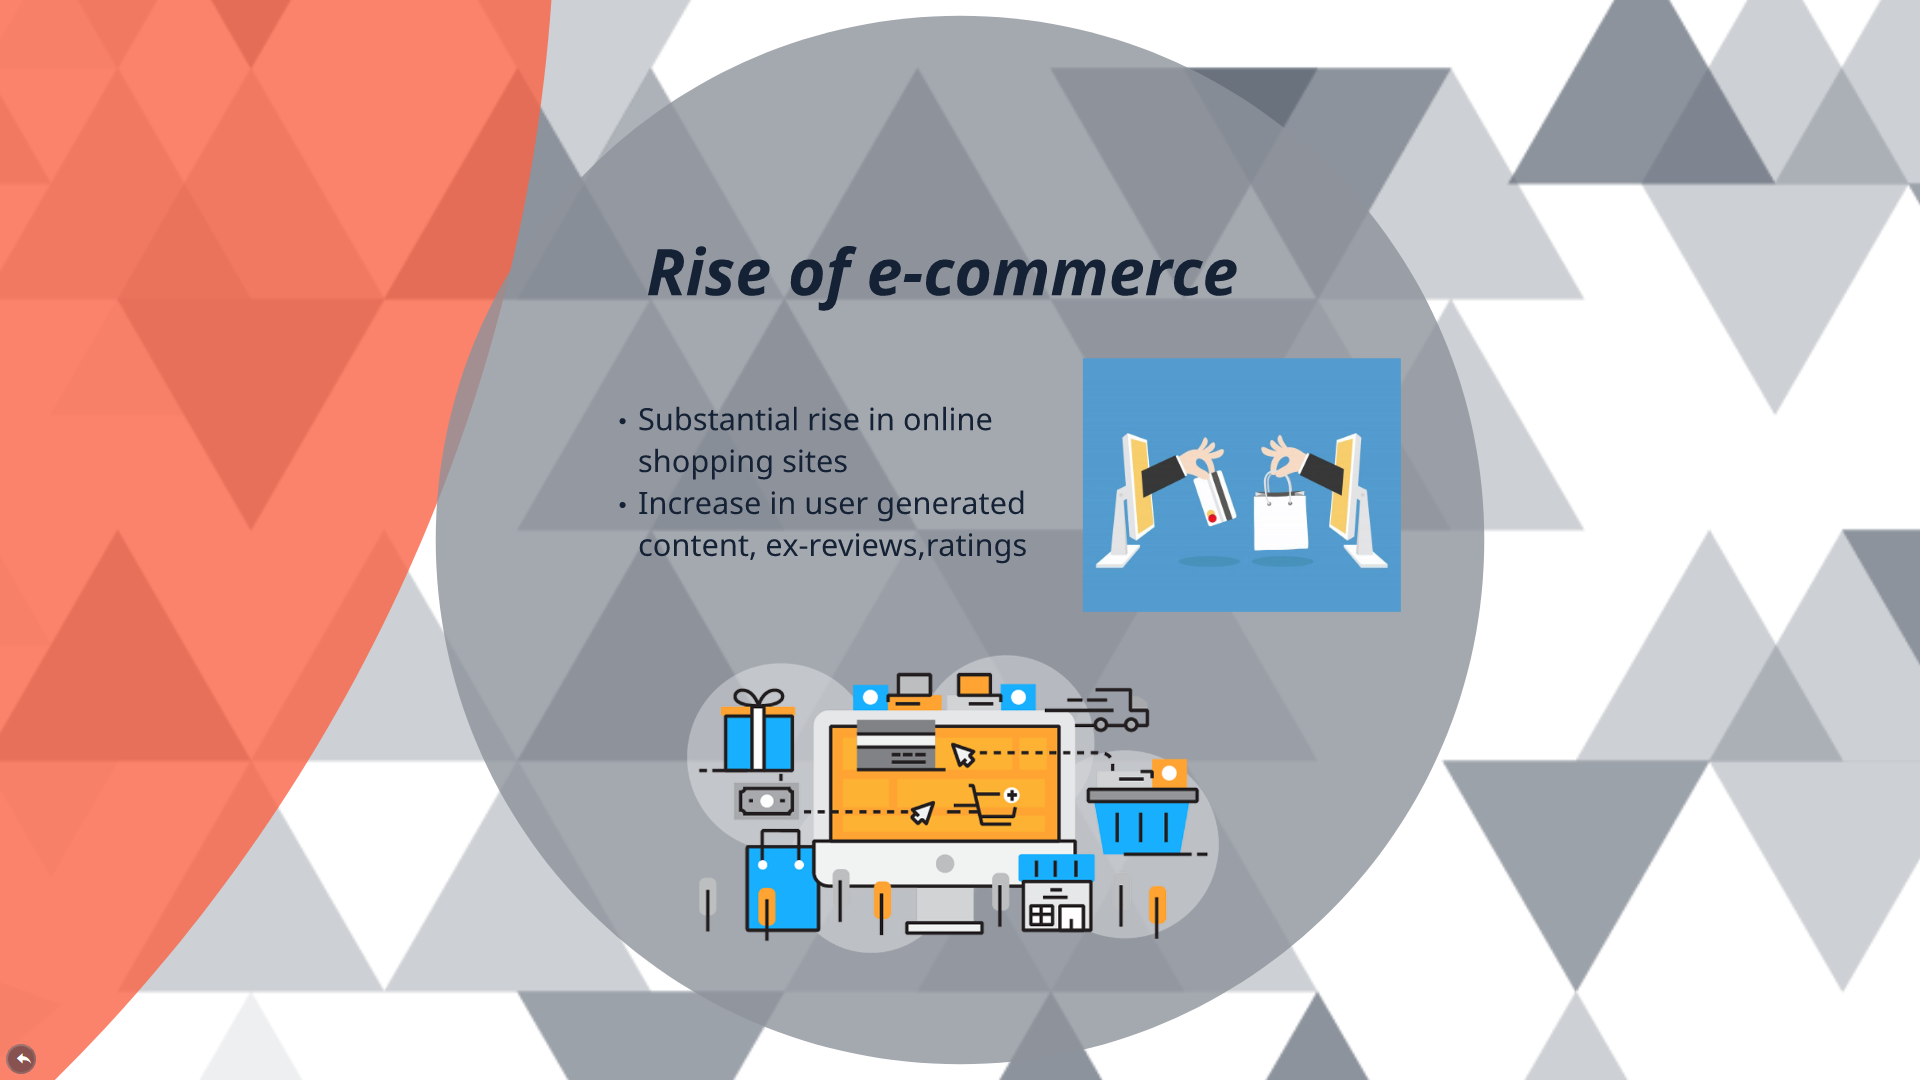 Rise of e-commerce
• Substantial rise in online
shopping sites
• Increase in user generated
content, ex-reviews,ratings